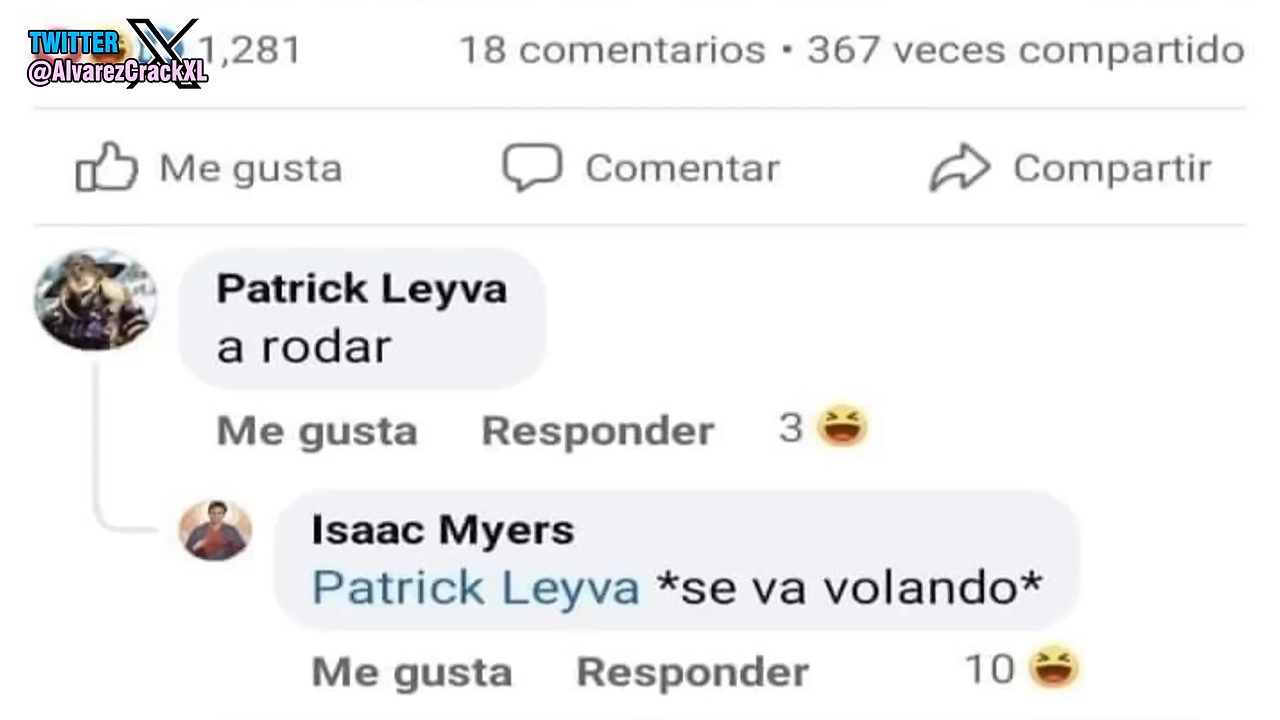 TWITTER X
@AlvarezCrackXL
1,281 18 comentarios • 367 veces compartido
Me gusta Comentar Compartir
Patrick Leyva
a rodar
Me gusta Responder 3
Isaac Myers
Patrick Leyva *se va volando*
Me gusta Responder 10